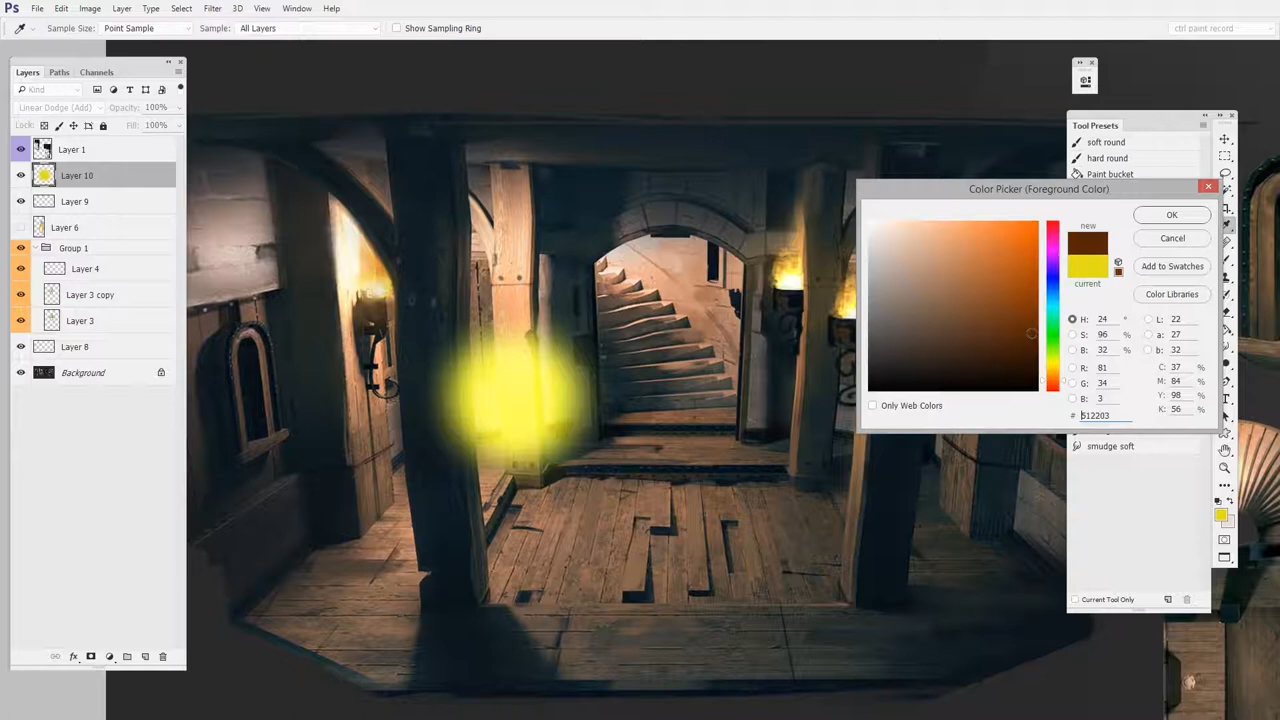 Ps File Edit Image Layer Type Select Filter 3D View Window Help
Sample Size: Point Sample Sample: All Layers Show Sampling Ring ctrl paint record
Layers Paths Channels
Kind
Linear Dodge (Add) Opacity: 100%
Lock: Fill: 100%
Layer 1
Layer 10
Layer 9
Layer 6
Group 1
Layer 4
Layer 3 copy
Layer 3
Layer 8
Background
fx
Tool Presets
soft round
hard round
Paint bucket
Color Picker (Foreground Color)
new
current
OK
Cancel
Add to Swatches
Color Libraries
H: 24 ° L: 22
S: 96 % a: 27
B: 32 % b: 32
R: 81 C: 37 %
G: 34 M: 84 %
B: 3 Y: 98 %
# 512203 K: 56 %
Only Web Colors
smudge soft
Current Tool Only